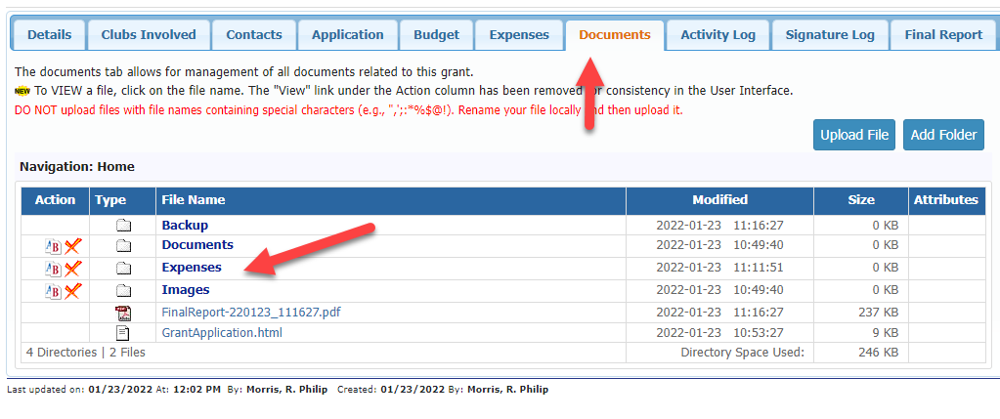 Details Clubs Involved Contacts Application Budget Expenses Documents Activity Log Signature Log Final Report
The documents tab allows for management of all documents related to this grant.
NEW To VIEW a file, click on the file name. The "View" link under the Action column has been removed for consistency in the User Interface.
DO NOT upload files with file names containing special characters (e.g., ",';:*%$@!). Rename your file locally and then upload it.
Upload File Add Folder
Navigation: Home
Action Type File Name Modified Size Attributes
Backup 2022-01-23 11:16:27 0 KB
Documents 2022-01-23 10:49:40 0 KB
Expenses 2022-01-23 11:11:51 0 KB
Images 2022-01-23 10:49:40 0 KB
FinalReport-220123_111627.pdf 2022-01-23 11:16:27 237 KB
GrantApplication.html 2022-01-23 10:53:27 9 KB
4 Directories | 2 Files Directory Space Used: 246 KB
Last updated on: 01/23/2022 At: 12:02 PM By: Morris, R. Philip Created: 01/23/2022 By: Morris, R. Philip